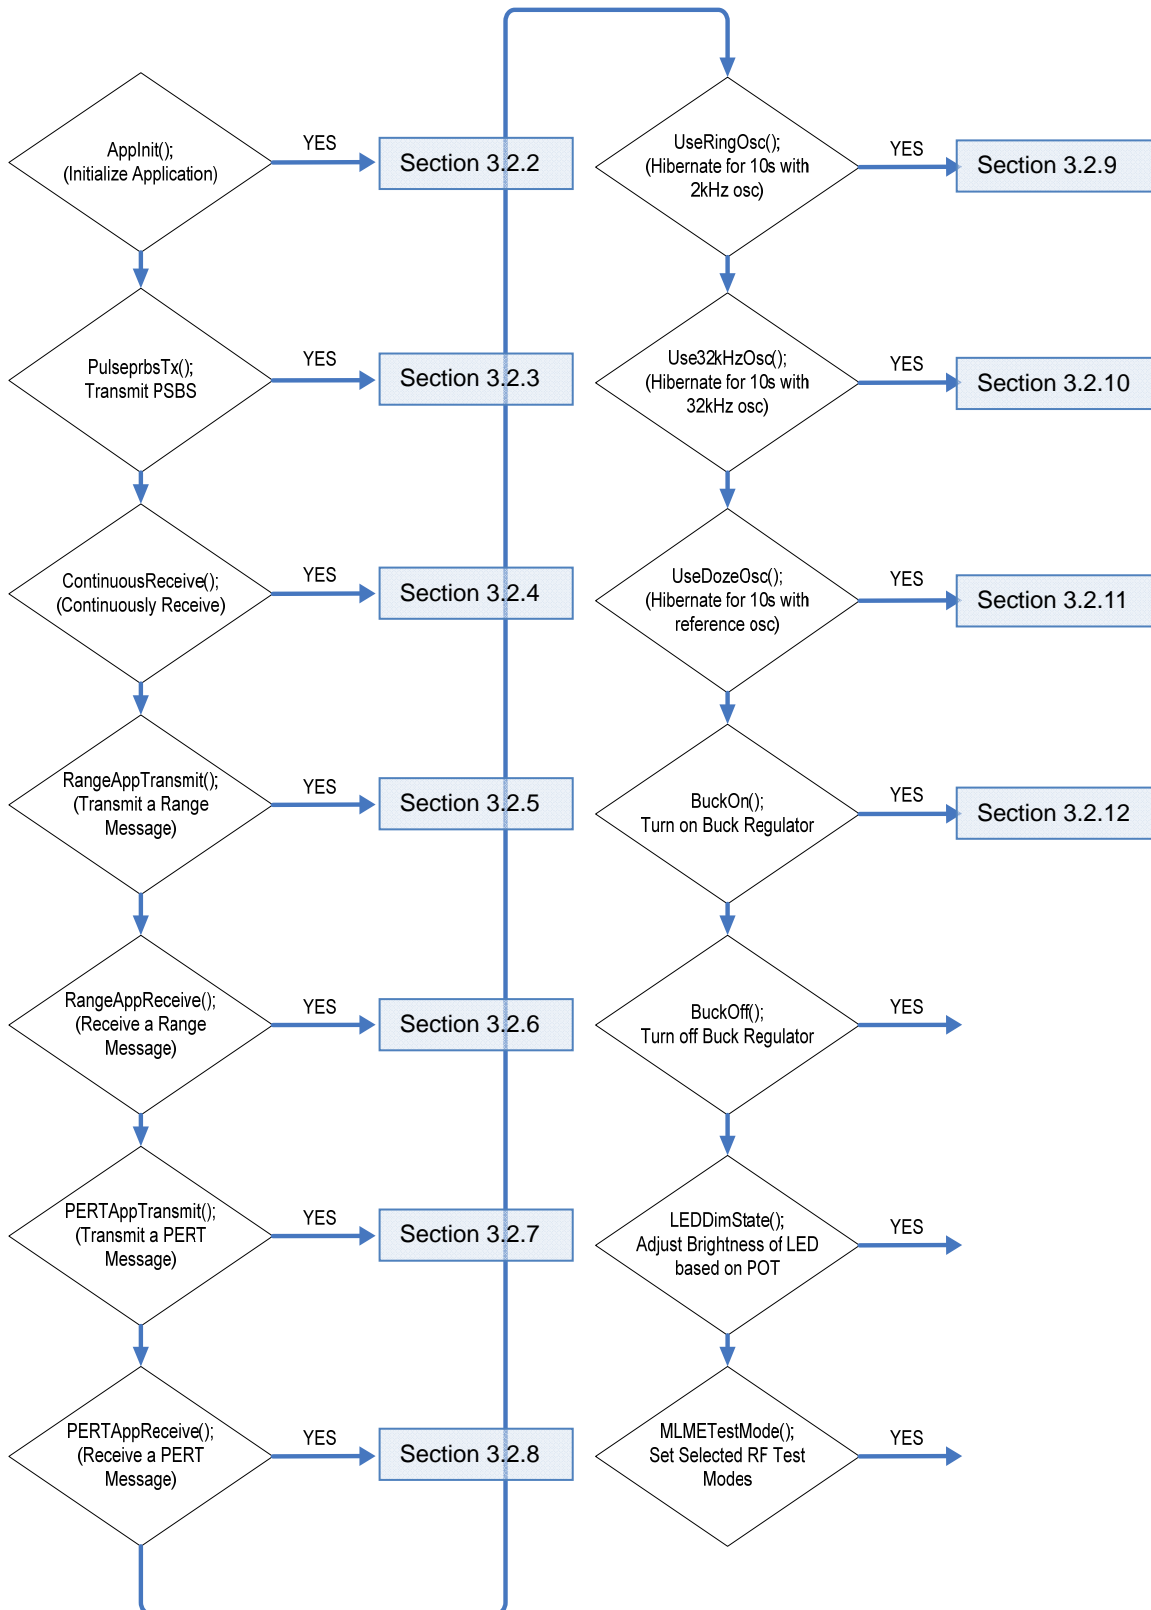 AppInit();
(Initialize Application)
YES
Section 3.2.2
PulseprbsTx();
Transmit PSBS
YES
Section 3.2.3
ContinuousReceive();
(Continuously Receive)
YES
Section 3.2.4
RangeAppTransmit();
(Transmit a Range
Message)
YES
Section 3.2.5
RangeAppReceive();
(Receive a Range
Message)
YES
Section 3.2.6
PERTAppTransmit();
(Transmit a PERT
Message)
YES
Section 3.2.7
PERTAppReceive();
(Receive a PERT
Message)
YES
Section 3.2.8
UseRingOsc();
(Hibernate for 10s with
2kHz osc)
YES
Section 3.2.9
Use32kHzOsc();
(Hibernate for 10s with
32kHz osc)
YES
Section 3.2.10
UseDozeOsc();
(Hibernate for 10s with
reference osc)
YES
Section 3.2.11
BuckOn();
Turn on Buck Regulator
YES
Section 3.2.12
BuckOff();
Turn off Buck Regulator
YES
LEDDimState();
Adjust Brightness of LED
based on POT
YES
MLMETestMode();
Set Selected RF Test
Modes
YES